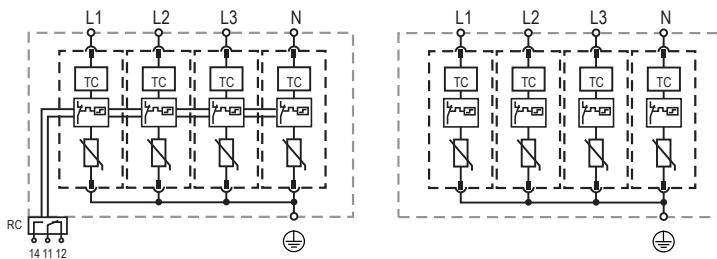 L1 L2 L3 N L1 L2 L3 N
TC TC TC TC TC TC TC TC
RC
14 11 12